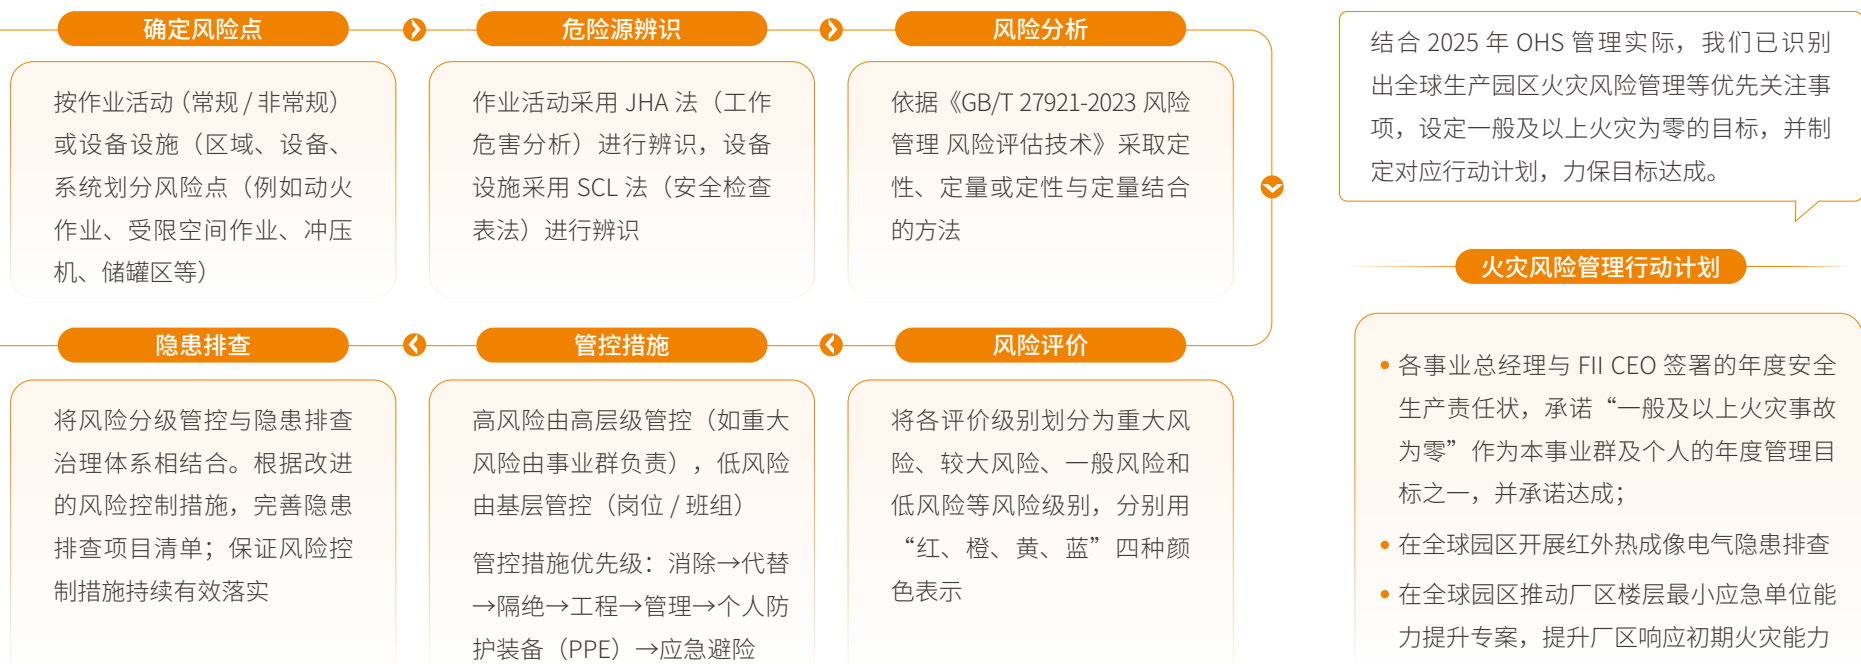 确定风险点
按作业活动（常规 / 非常规）
或设备设施（区域、设备、
系统划分风险点（例如动火
作业、受限空间作业、冲压
机、储罐区等）
危险源辨识
作业活动采用 JHA 法（工作
危害分析）进行辨识，设备
设施采用 SCL 法（安全检查
表法）进行辨识
风险分析
依据《GB/T 27921-2023 风险
管理 风险评估技术》采取定
性、定量或定性与定量结合
的方法
风险评价
将各评价级别划分为重大风
险、较大风险、一般风险和
低风险等风险级别，分别用
“红、橙、黄、蓝”四种颜
色表示
管控措施
高风险由高层级管控（如重大
风险由事业群负责），低风险
由基层管控（岗位 / 班组）
管控措施优先级：消除→代替
→隔绝→工程→管理→个人防
护装备（PPE）→应急避险
隐患排查
将风险分级管控与隐患排查
治理体系相结合。根据改进
的风险控制措施，完善隐患
排查项目清单；保证风险控
制措施持续有效落实
结合 2025 年 OHS 管理实际，我们已识别
出全球生产园区火灾风险管理等优先关注事
项，设定一般及以上火灾为零的目标，并制
定对应行动计划，力保目标达成。
火灾风险管理行动计划
• 各事业总经理与 FII CEO 签署的年度安全
生产责任状，承诺“一般及以上火灾事故
为零”作为本事业群及个人的年度管理目
标之一，并承诺达成；
• 在全球园区开展红外热成像电气隐患排查
• 在全球园区推动厂区楼层最小应急单位能
力提升专案，提升厂区响应初期火灾能力